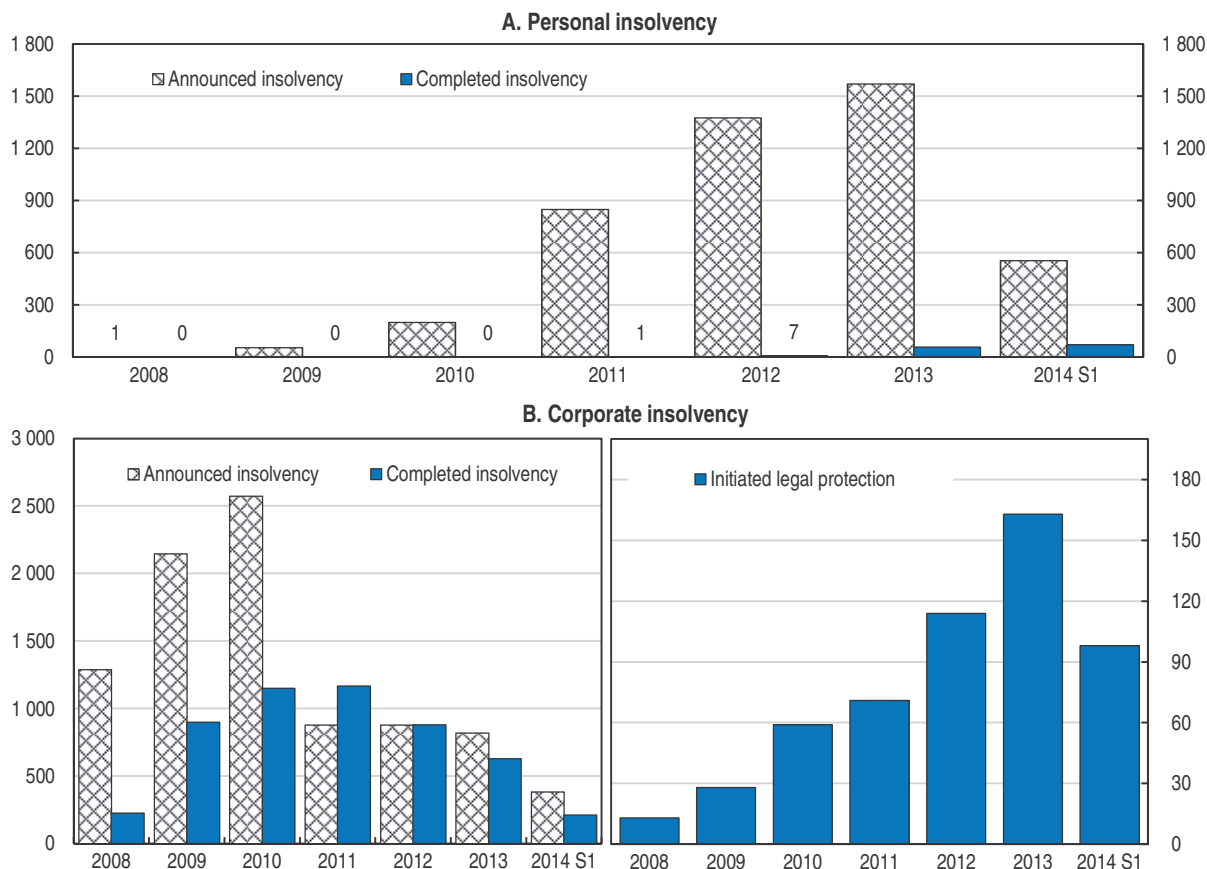 A. Personal insolvency
1 800 1 800
Announced insolvency Completed insolvency
1 500 1 500
1 200 1 200
900 900
600 600
300 300
1 0 0 0 1 7
0 0
2008 2009 2010 2011 2012 2013 2014 S1
B. Corporate insolvency
3 000
Announced insolvency Completed insolvency
2 500
2 000
1 500
1 000
500
0
2008 2009 2010 2011 2012 2013 2014 S1
Initiated legal protection
180
150
120
90
60
30
0
2008 2009 2010 2011 2012 2013 2014 S1